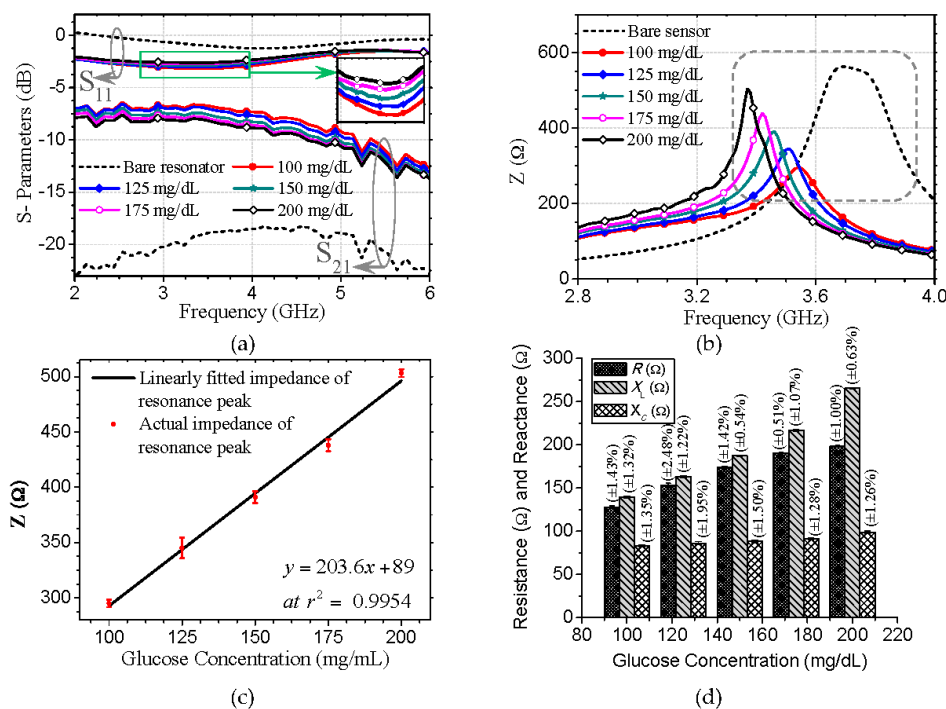 0
-5
-10
-15
-20
S- Parameters (dB)
S11
S21
Bare resonator
100 mg/dL
125 mg/dL
150 mg/dL
175 mg/dL
200 mg/dL
2 3 4 5 6
Frequency (GHz)
(a)
600
400
200
0
Z (Ω)
Bare sensor
100 mg/dL
125 mg/dL
150 mg/dL
175 mg/dL
200 mg/dL
2.8 3.2 3.6 4.0
Frequency (GHz)
(b)
500
450
400
350
300
Z (Ω)
Linearly fitted impedance of
resonance peak
Actual impedance of
resonance peak
y = 203.6x + 89
at r² = 0.9954
100 125 150 175 200
Glucose Concentration (mg/mL)
(c)
300
250
200
150
100
50
0
Resistance (Ω) and Reactance (Ω)
R (Ω)
XL (Ω)
XC (Ω)
(±1.43%)
(±1.32%)
(±1.35%)
(±2.48%)
(±1.22%)
(±1.95%)
(±1.42%)
(±0.54%)
(±1.50%)
(±0.51%)
(±1.07%)
(±1.28%)
(±1.00%)
(±0.63%)
(±1.26%)
80 100 120 140 160 180 200 220
Glucose Concentration (mg/dL)
(d)